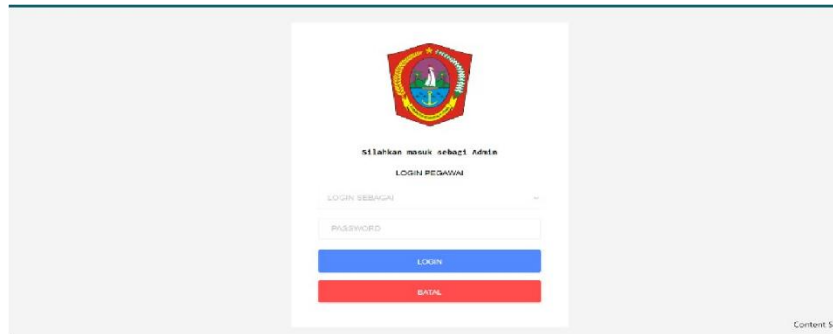 Silahkan masuk sebagi Admin
LOGIN PEGAWAI
LOGIN SEBAGAI
PASSWORD
LOGIN
BATAL
Content S